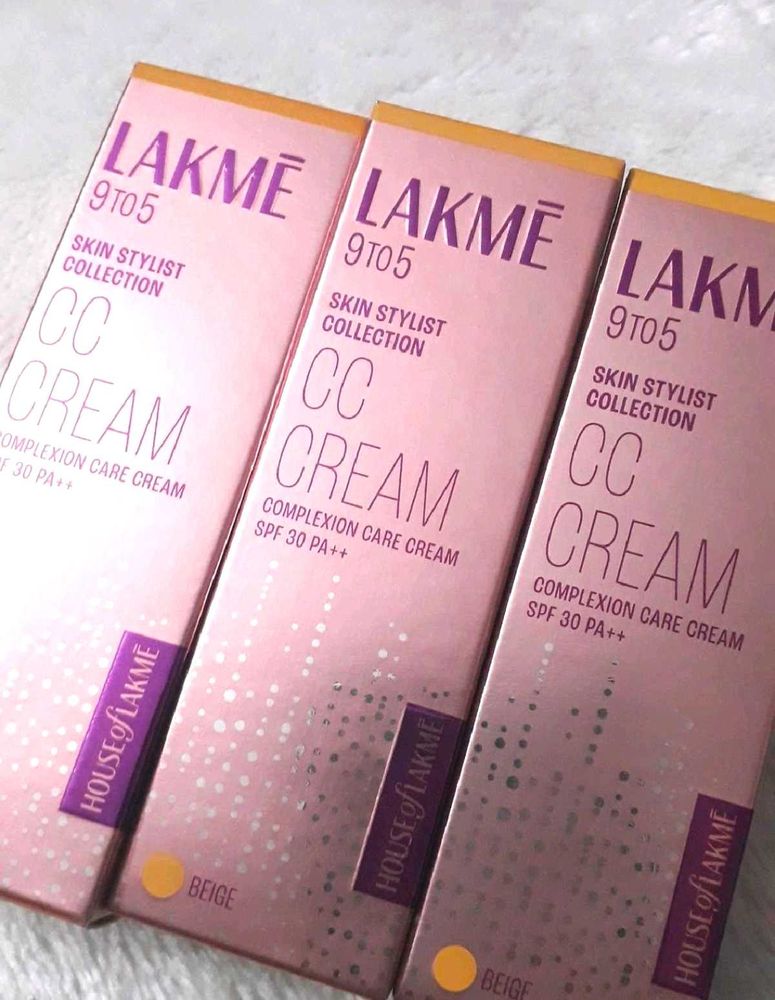 LAKMĒ
9TO5
SKIN STYLIST
COLLECTION
CC
CREAM
COMPLEXION CARE CREAM
30 PA++
HOUSE of LAKMĒ
LAKMĒ
9TO5
SKIN STYLIST
COLLECTION
CC
CREAM
COMPLEXION CARE CREAM
SPF 30 PA++
HOUSE of LAKMĒ
BEIGE
LAKM
9TO5
SKIN STYLIST
COLLECTION
CC
CREAM
COMPLEXION CARE CREAM
SPF 30 PA++
HOUSE of LAKMĒ
BEIGE